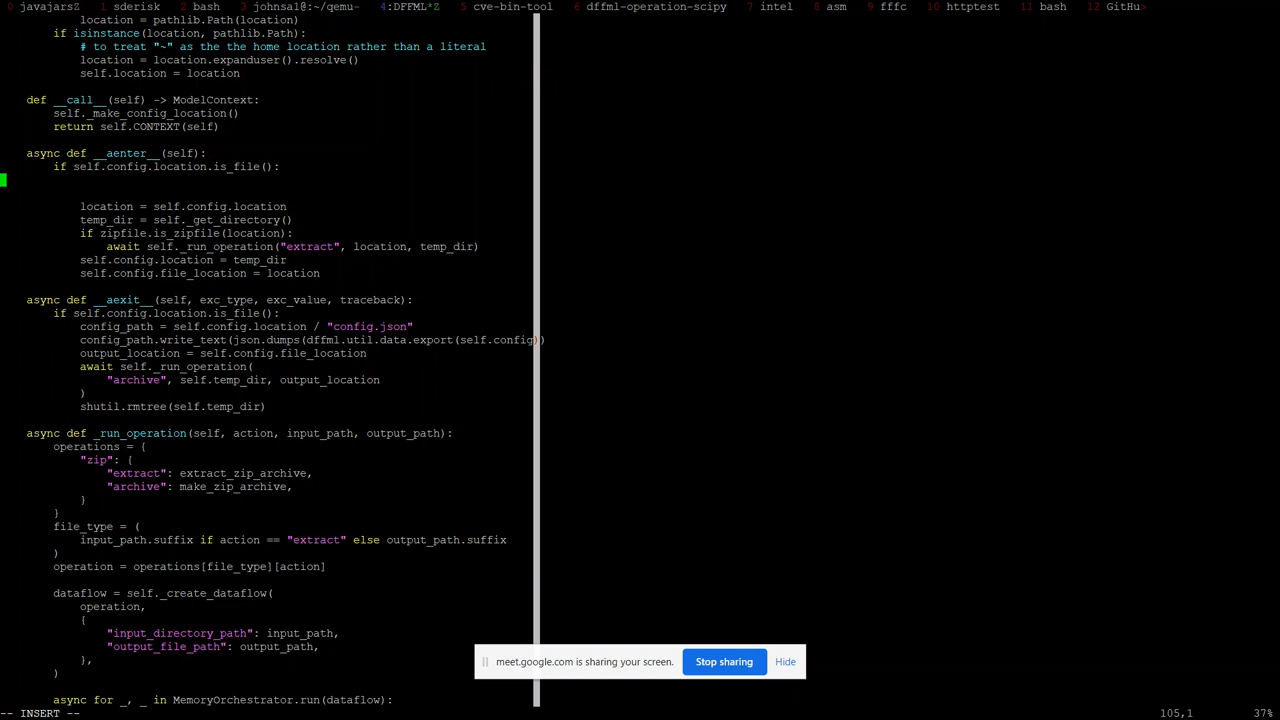 0 javajarsZ  1 sderisk  2 bash  3 johnsa1@:~/qemu-  4:DFFML*Z  5 cve-bin-tool  6 dffml-operation-scipy  7 intel  8 asm  9 fffc  10 httptest  11 bash  12 GitHu>
location = pathlib.Path(location)
if isinstance(location, pathlib.Path):
# to treat "~" as the the home location rather than a literal
location = location.expanduser().resolve()
self.location = location
def __call__(self) -> ModelContext:
self._make_config_location()
return self.CONTEXT(self)
async def __aenter__(self):
if self.config.location.is_file():
location = self.config.location
temp_dir = self._get_directory()
if zipfile.is_zipfile(location):
await self._run_operation("extract", location, temp_dir)
self.config.location = temp_dir
self.config.file_location = location
async def __aexit__(self, exc_type, exc_value, traceback):
if self.config.location.is_file():
config_path = self.config.location / "config.json"
config_path.write_text(json.dumps(dffml.util.data.export(self.config))
output_location = self.config.file_location
await self._run_operation(
"archive", self.temp_dir, output_location
)
shutil.rmtree(self.temp_dir)
async def _run_operation(self, action, input_path, output_path):
operations = {
"zip": {
"extract": extract_zip_archive,
"archive": make_zip_archive,
}
}
file_type = (
input_path.suffix if action == "extract" else output_path.suffix
)
operation = operations[file_type][action]
dataflow = self._create_dataflow(
operation,
{
"input_directory_path": input_path,
"output_file_path": output_path,
},
)
async for _, _ in MemoryOrchestrator.run(dataflow):
meet.google.com is sharing your screen.  Stop sharing  Hide
-- INSERT --  105,1  37%